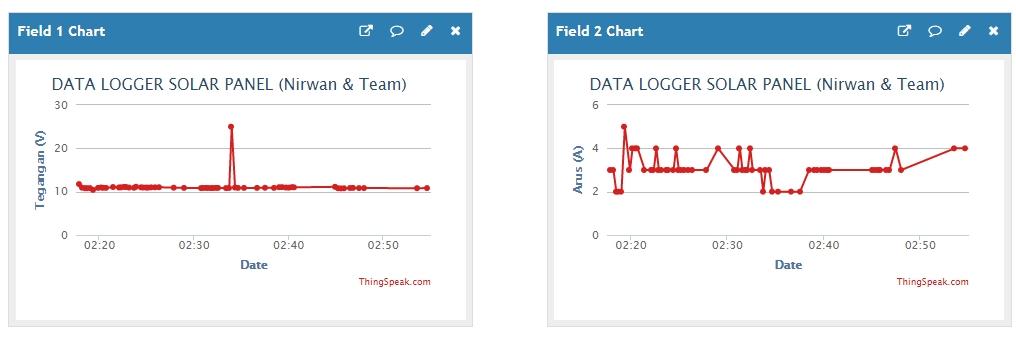 Field 1 Chart
DATA LOGGER SOLAR PANEL (Nirwan & Team)
Tegangan (V)
30
20
10
0
02:20 02:30 02:40 02:50
Date
ThingSpeak.com
Field 2 Chart
DATA LOGGER SOLAR PANEL (Nirwan & Team)
Arus (A)
6
4
2
0
02:20 02:30 02:40 02:50
Date
ThingSpeak.com